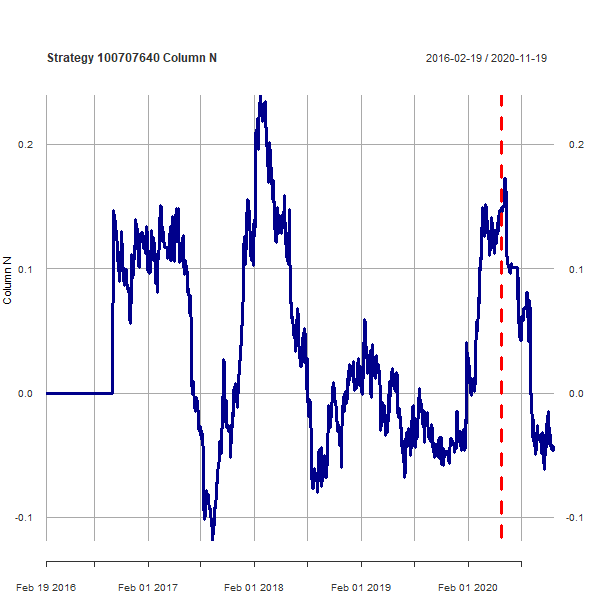 Strategy 100707640 Column N
2016-02-19 / 2020-11-19
0.2
0.2
0.1
0.1
Column N
0.0
0.0
-0.1
-0.1
Feb 19 2016
Feb 01 2017
Feb 01 2018
Feb 01 2019
Feb 01 2020